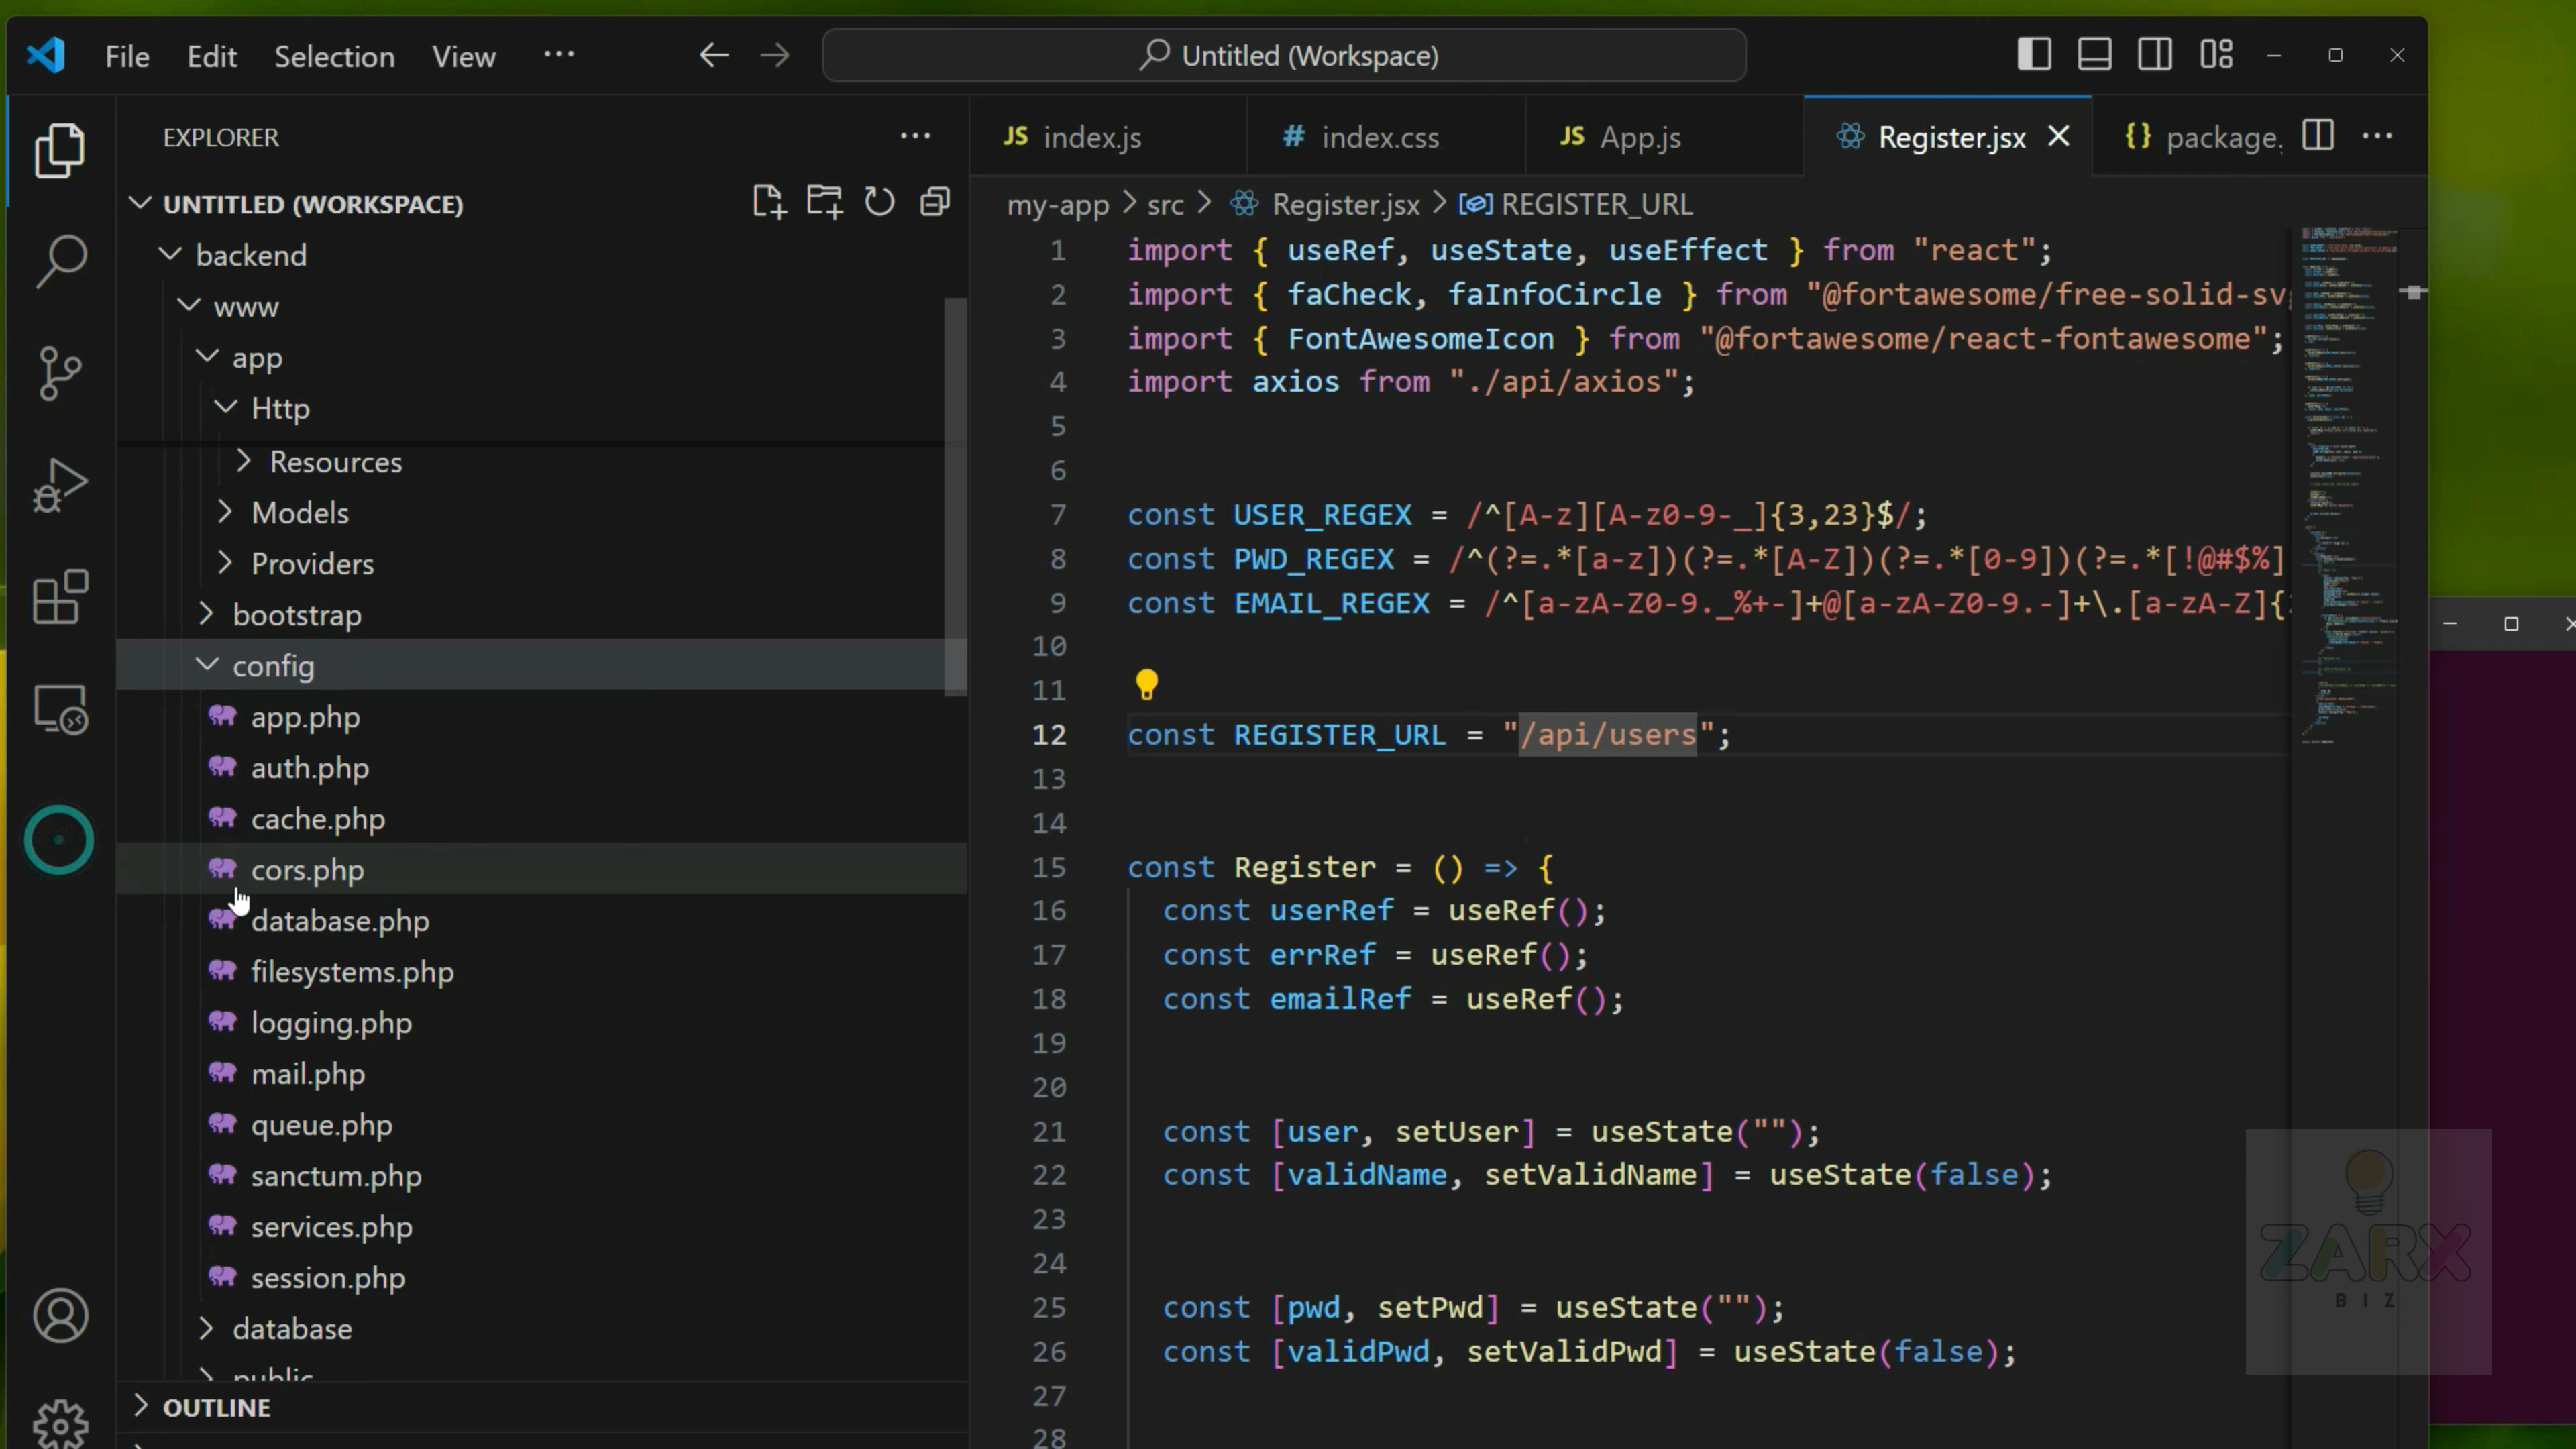 File Edit Selection View ··· Untitled (Workspace)
EXPLORER ···
UNTITLED (WORKSPACE)
backend
www
app
Http
Resources
Models
Providers
bootstrap
config
app.php
auth.php
cache.php
cors.php
database.php
filesystems.php
logging.php
mail.php
queue.php
sanctum.php
services.php
session.php
database
public
OUTLINE
JS index.js # index.css JS App.js Register.jsx {} package.
my-app > src > Register.jsx > REGISTER_URL
1 import { useRef, useState, useEffect } from "react";
2 import { faCheck, faInfoCircle } from "@fortawesome/free-solid-sv
3 import { FontAwesomeIcon } from "@fortawesome/react-fontawesome";
4 import axios from "./api/axios";
5
6
7 const USER_REGEX = /^[A-z][A-z0-9-_]{3,23}$/;
8 const PWD_REGEX = /^(?=.*[a-z])(?=.*[A-Z])(?=.*[0-9])(?=.*[!@#$%]
9 const EMAIL_REGEX = /^[a-zA-Z0-9._%+-]+@[a-zA-Z0-9.-]+\.[a-zA-Z]{
10
11
12 const REGISTER_URL = "/api/users";
13
14
15 const Register = () => {
16 const userRef = useRef();
17 const errRef = useRef();
18 const emailRef = useRef();
19
20
21 const [user, setUser] = useState("");
22 const [validName, setValidName] = useState(false);
23
24
25 const [pwd, setPwd] = useState("");
26 const [validPwd, setValidPwd] = useState(false);
27
28
ZARX
BIZ